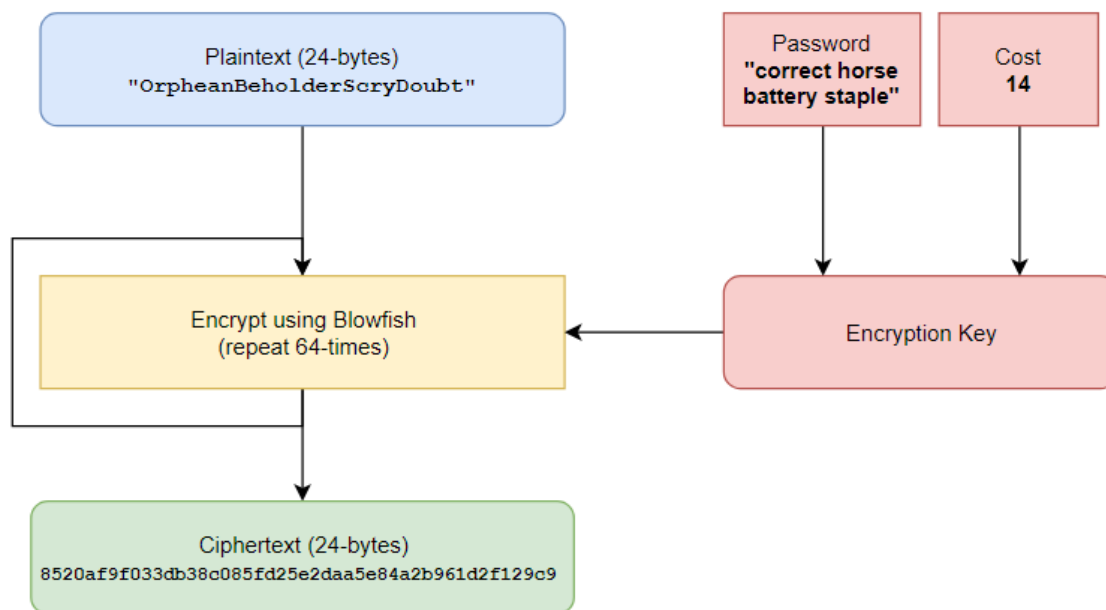 Plaintext (24-bytes)
"OrpheanBeholderScryDoubt"
Password
"correct horse
battery staple"
Cost
14
Encrypt using Blowfish
(repeat 64-times)
Encryption Key
Ciphertext (24-bytes)
8520af9f033db38c085fd25e2daa5e84a2b961d2f129c9